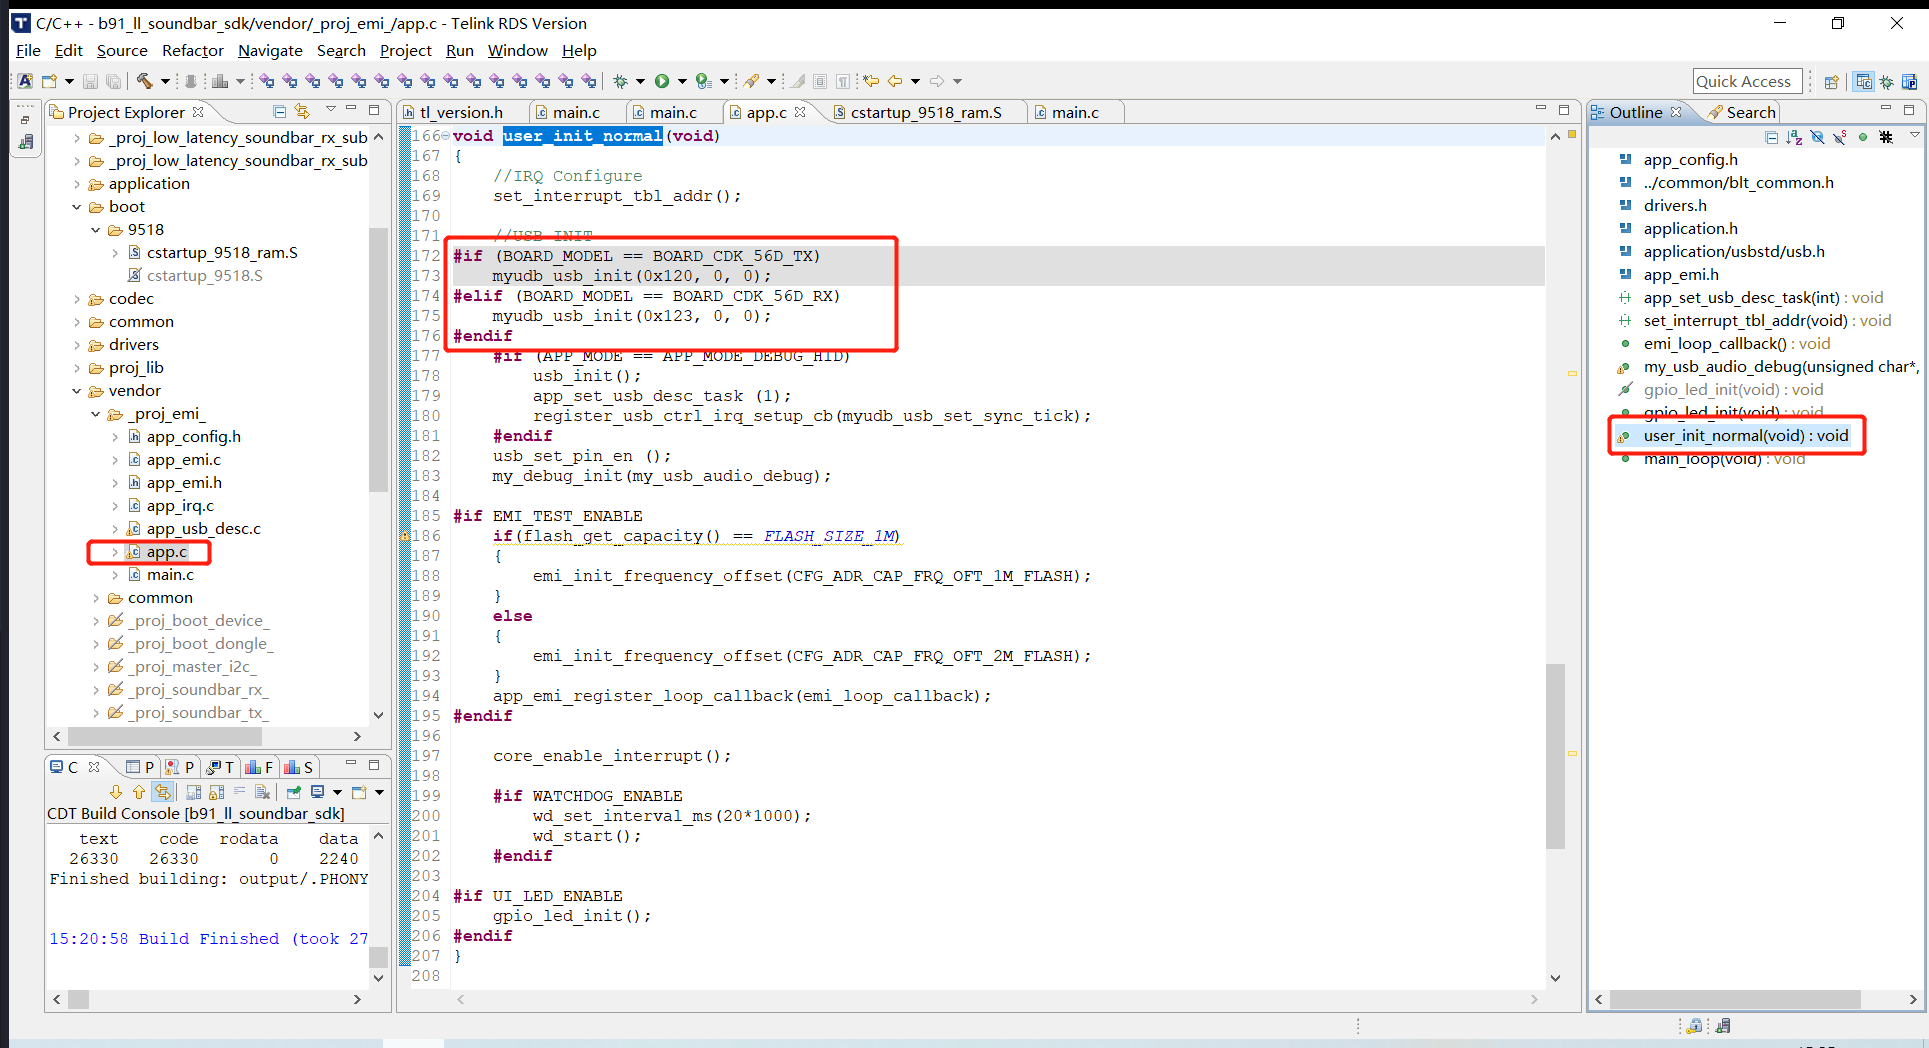 C/C++ - b91_ll_soundbar_sdk/vendor/_proj_emi_/app.c - Telink RDS Version
File Edit Source Refactor Navigate Search Project Run Window Help
Quick Access
Project Explorer
_proj_low_latency_soundbar_rx_sub
_proj_low_latency_soundbar_rx_sub
application
boot
9518
cstartup_9518_ram.S
cstartup_9518.S
codec
common
drivers
proj_lib
vendor
_proj_emi_
app_config.h
app_emi.c
app_emi.h
app_irq.c
app_usb_desc.c
app.c
main.c
common
_proj_boot_device_
_proj_boot_dongle_
_proj_master_i2c_
_proj_soundbar_rx_
_proj_soundbar_tx_
C P P T F S
CDT Build Console [b91_ll_soundbar_sdk]
text code rodata data
26330 26330 0 2240
Finished building: output/.PHONY
15:20:58 Build Finished (took 27
tl_version.h main.c main.c app.c cstartup_9518_ram.S main.c
166 void user_init_normal(void)
167 {
168 //IRQ Configure
169 set_interrupt_tbl_addr();
170
171 //USB INIT
172 #if (BOARD_MODEL == BOARD_CDK_56D_TX)
173 myudb_usb_init(0x120, 0, 0);
174 #elif (BOARD_MODEL == BOARD_CDK_56D_RX)
175 myudb_usb_init(0x123, 0, 0);
176 #endif
177 #if (APP_MODE == APP_MODE_DEBUG_HID)
178 usb_init();
179 app_set_usb_desc_task (1);
180 register_usb_ctrl_irq_setup_cb(myudb_usb_set_sync_tick);
181 #endif
182 usb_set_pin_en ();
183 my_debug_init(my_usb_audio_debug);
184
185 #if EMI_TEST_ENABLE
186 if(flash_get_capacity() == FLASH_SIZE_1M)
187 {
188 emi_init_frequency_offset(CFG_ADR_CAP_FRQ_OFT_1M_FLASH);
189 }
190 else
191 {
192 emi_init_frequency_offset(CFG_ADR_CAP_FRQ_OFT_2M_FLASH);
193 }
194 app_emi_register_loop_callback(emi_loop_callback);
195 #endif
196
197 core_enable_interrupt();
198
199 #if WATCHDOG_ENABLE
200 wd_set_interval_ms(20*1000);
201 wd_start();
202 #endif
203
204 #if UI_LED_ENABLE
205 gpio_led_init();
206 #endif
207 }
208
Outline Search
app_config.h
../common/blt_common.h
drivers.h
application.h
application/usbstd/usb.h
app_emi.h
app_set_usb_desc_task(int) : void
set_interrupt_tbl_addr(void) : void
emi_loop_callback() : void
my_usb_audio_debug(unsigned char*,
gpio_led_init(void) : void
gpio_led_init(void) : void
user_init_normal(void) : void
main_loop(void) : void